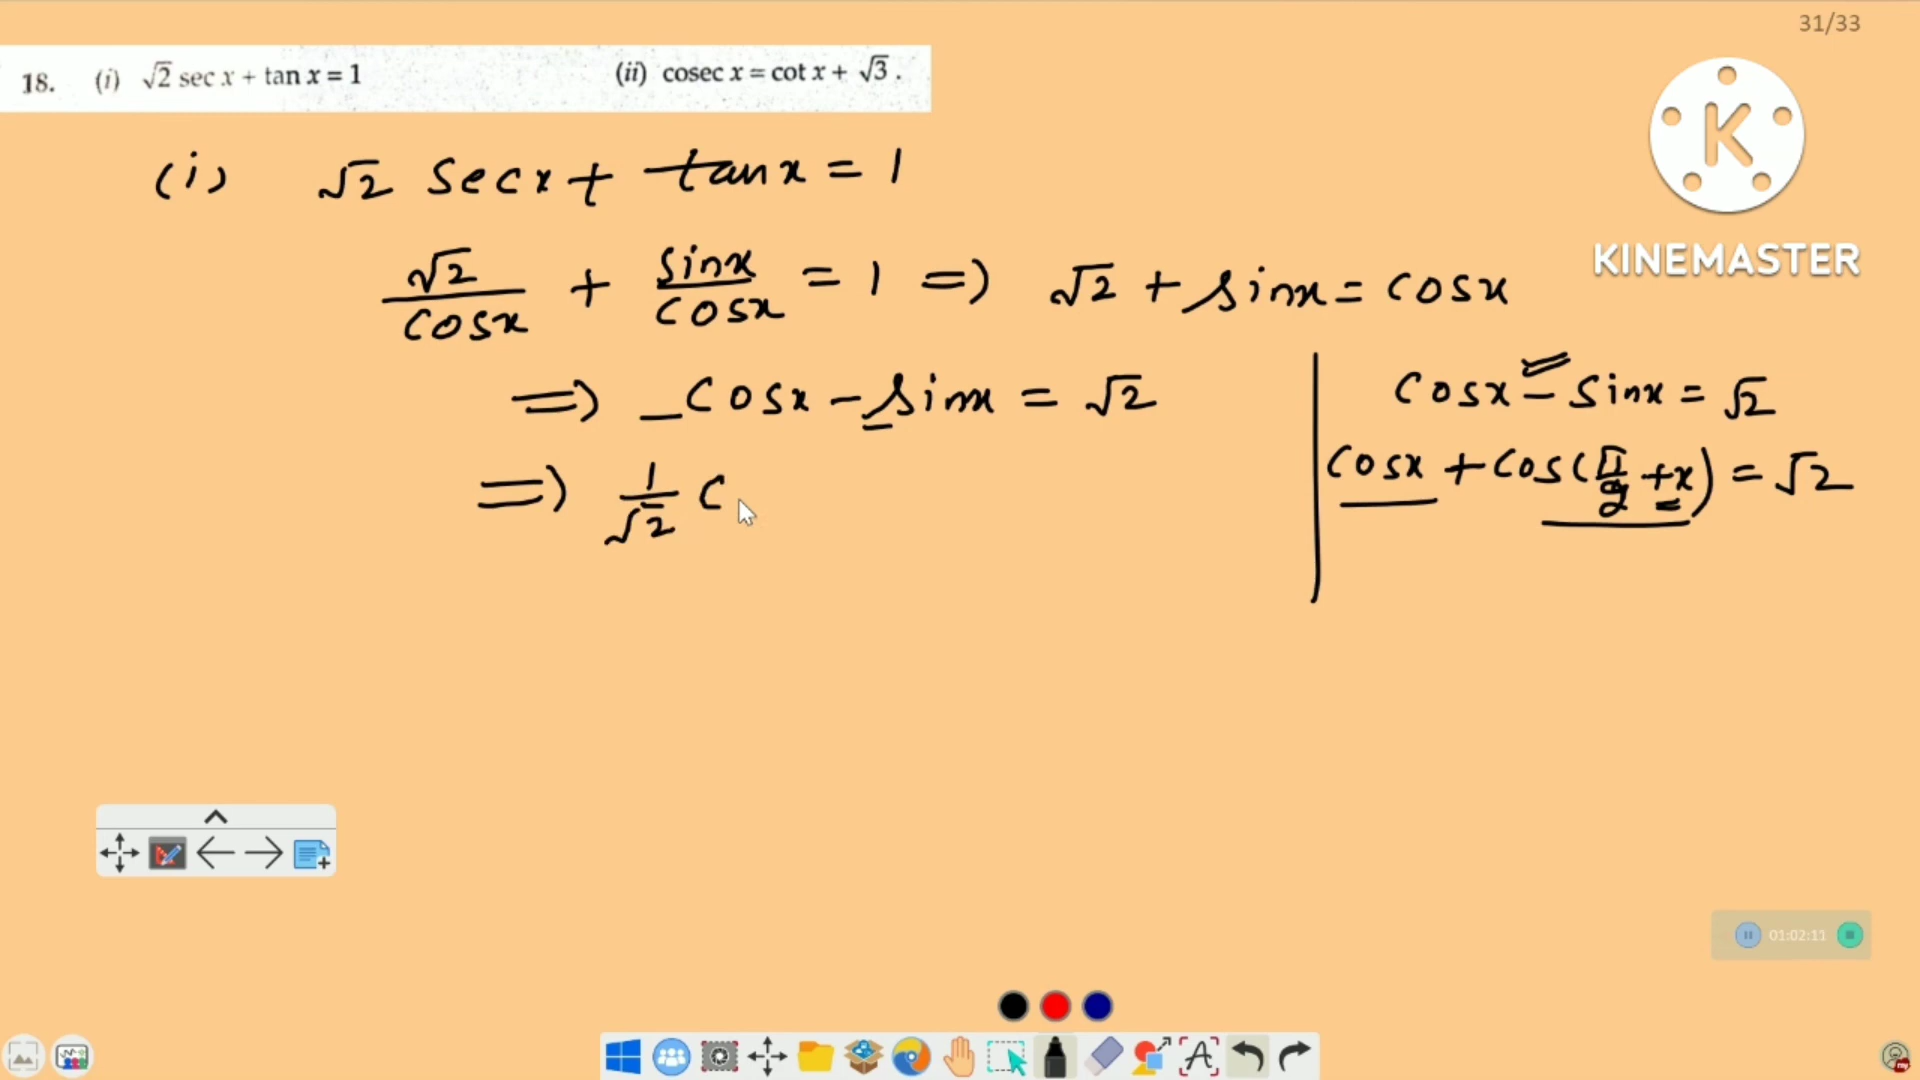 31/33
18. (i) √2 sec x + tan x = 1 (ii) cosec x = cot x + √3 .
KINEMASTER
(i) √2 Secx + tanx = 1
√2/cosx + sinx/cosx = 1 => √2 + sinx = cosx
=> _Cosx - sinx = √2
=> 1/√2 C
Cosx - Sinx = √2
Cosx + Cos(π/2 + x) = √2
01:02:11